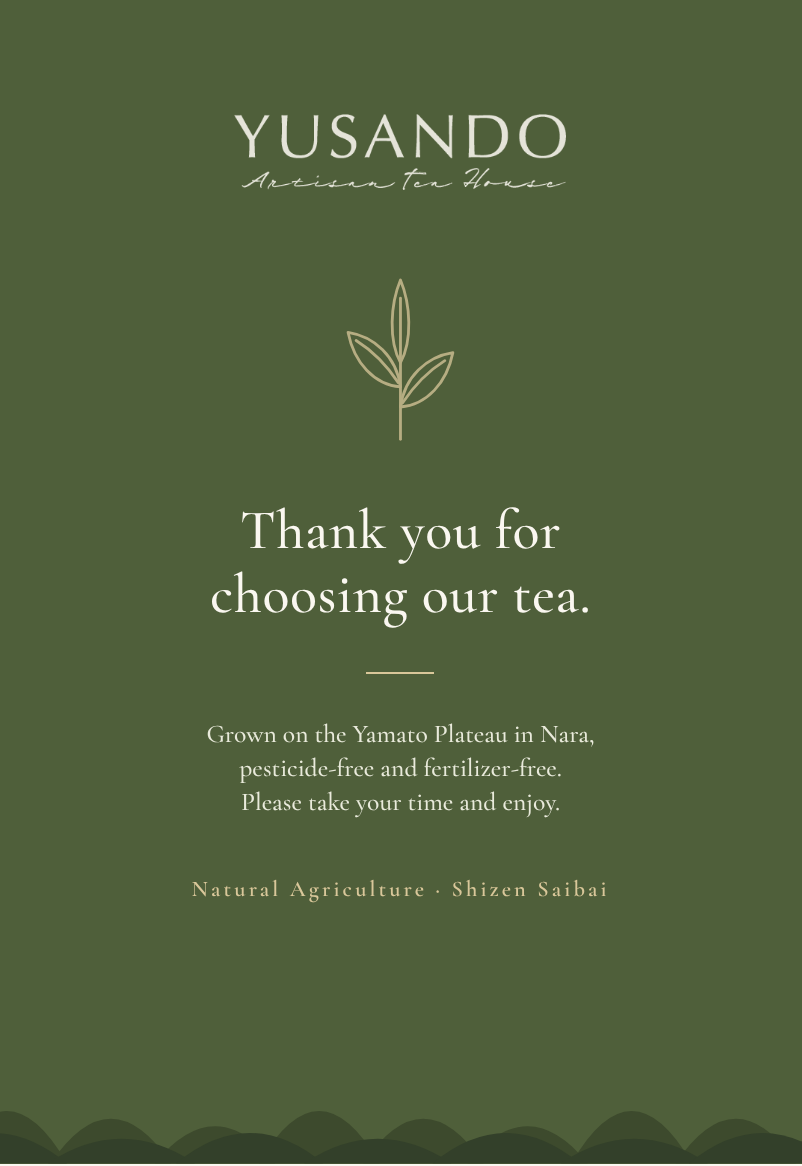 YUSANDO
Artisan Tea House
Thank you for
choosing our tea.
Grown on the Yamato Plateau in Nara,
pesticide-free and fertilizer-free.
Please take your time and enjoy.
Natural Agriculture · Shizen Saibai